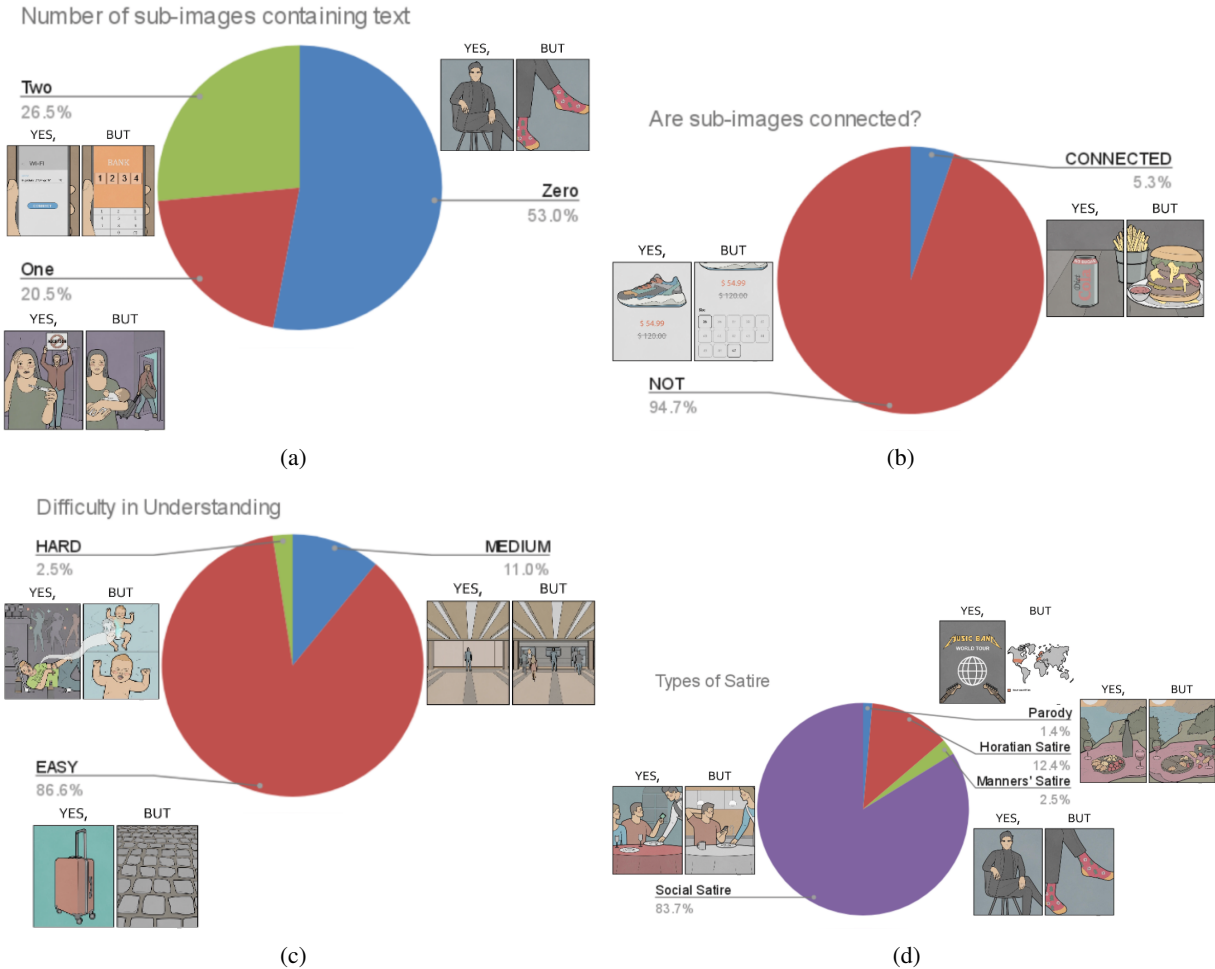 Number of sub-images containing text
Two
26.5%
YES, BUT
Wi-Fi
CONNECT
BANK
1 2 3 4
One
20.5%
YES, BUT
YES, BUT
Zero
53.0%
(a)
Are sub-images connected?
CONNECTED
5.3%
YES, BUT
Diet
YES, BUT
$ 54.99
$ 120.00
$ 54.99
$ 120.00
NOT
94.7%
(b)
Difficulty in Understanding
HARD
2.5%
YES, BUT
MEDIUM
11.0%
YES, BUT
EASY
86.6%
YES, BUT
(c)
Types of Satire
YES, BUT
MUSIC BAND
WORLD TOUR
YES, BUT
Parody
1.4%
Horatian Satire
12.4%
Manners' Satire
2.5%
YES, BUT
YES, BUT
Social Satire
83.7%
(d)